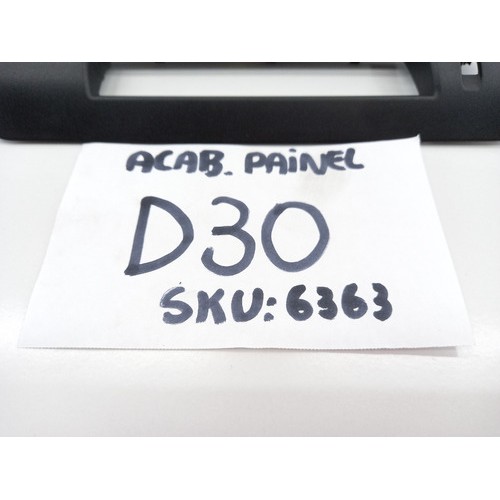 ACAB. PAINEL
D30
SKU: 6363